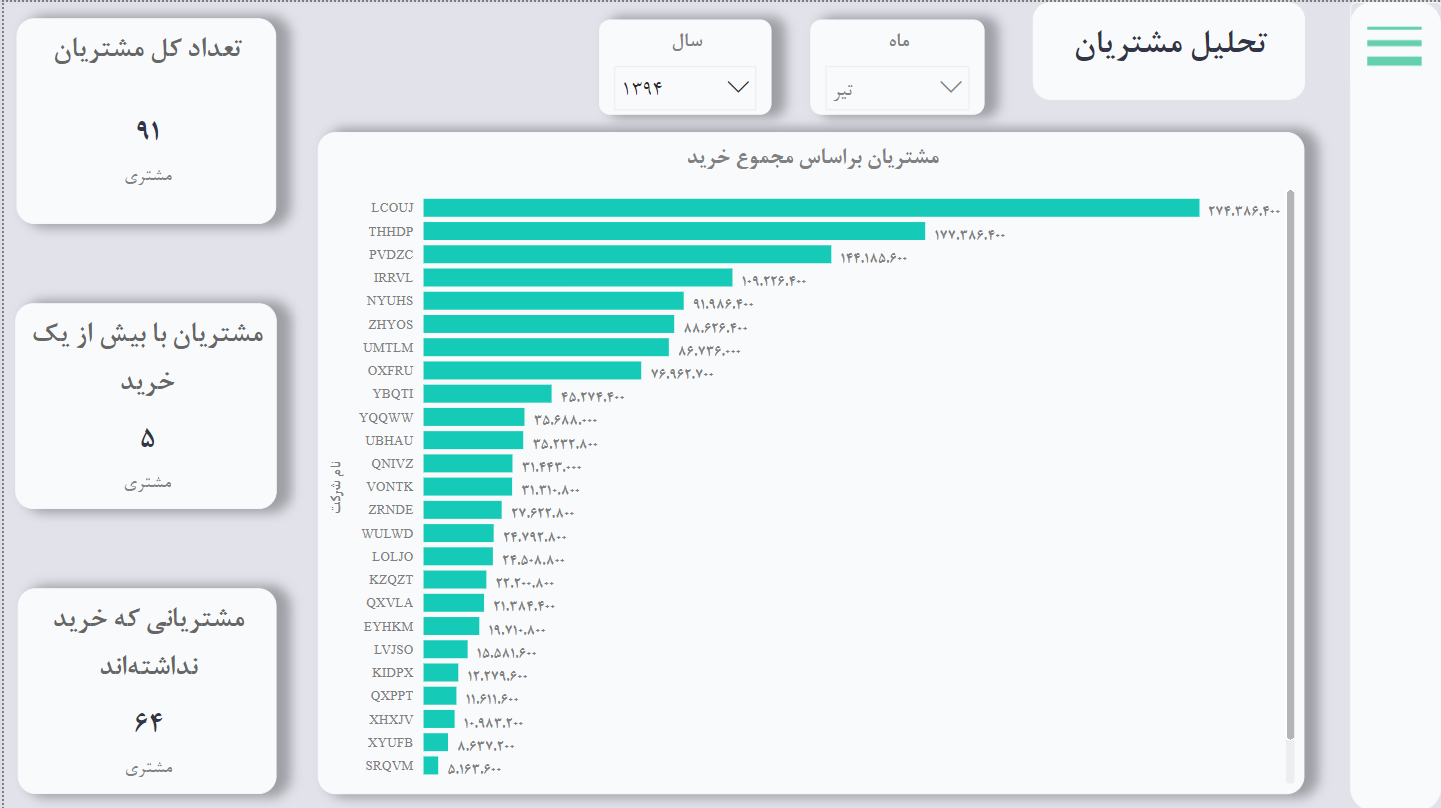 تحلیل مشتریان
ماه
تیر
سال
۱۳۹۴
تعداد کل مشتریان
۹۱
مشتری
مشتریان با بیش از یک
خرید
۵
مشتری
مشتریانی که خرید
نداشته‌اند
۶۴
مشتری
مشتریان براساس مجموع خرید
نام شرکت
LCOUJ ۲۷۴.۳۸۶.۴۰۰
THHDP ۱۷۷.۳۸۶.۴۰۰
PVDZC ۱۴۴.۱۸۵.۶۰۰
IRRVL ۱۰۹.۲۲۶.۴۰۰
NYUHS ۹۱.۹۸۶.۴۰۰
ZHYOS ۸۸.۶۲۶.۴۰۰
UMTLM ۸۶.۷۳۶.۰۰۰
OXFRU ۷۶.۹۶۲.۷۰۰
YBQTI ۴۵.۲۷۴.۴۰۰
YQQWW ۳۵.۶۸۸.۰۰۰
UBHAU ۳۵.۲۳۲.۸۰۰
QNIVZ ۳۱.۴۴۳.۰۰۰
VONTK ۳۱.۳۱۰.۸۰۰
ZRNDE ۲۷.۶۲۲.۸۰۰
WULWD ۲۴.۷۹۲.۸۰۰
LOLJO ۲۴.۵۰۸.۸۰۰
KZQZT ۲۲.۲۰۰.۸۰۰
QXVLA ۲۱.۳۸۴.۴۰۰
EYHKM ۱۹.۷۱۰.۸۰۰
LVJSO ۱۵.۵۸۱.۶۰۰
KIDPX ۱۲.۲۷۹.۶۰۰
QXPPT ۱۱.۶۱۱.۶۰۰
XHXJV ۱۰.۹۸۳.۲۰۰
XYUFB ۸.۶۳۷.۲۰۰
SRQVM ۵.۱۶۳.۶۰۰